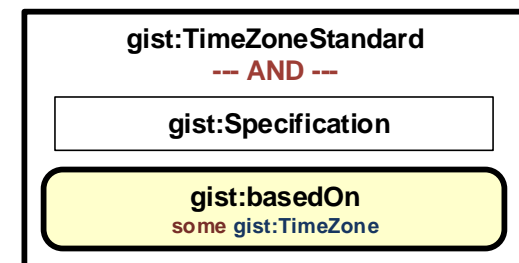 gist:TimeZoneStandard
--- AND ---
gist:Specification
gist:basedOn
some gist:TimeZone